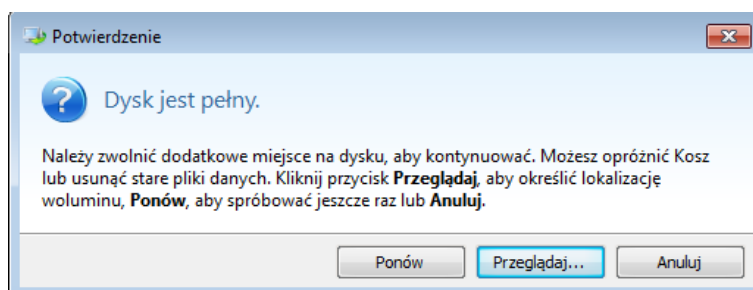 Potwierdzenie
Dysk jest pełny.
Należy zwolnić dodatkowe miejsce na dysku, aby kontynuować. Możesz opróżnić Kosz
lub usunąć stare pliki danych. Kliknij przycisk Przeglądaj, aby określić lokalizację
woluminu, Ponów, aby spróbować jeszcze raz lub Anuluj.
Ponów Przeglądaj... Anuluj